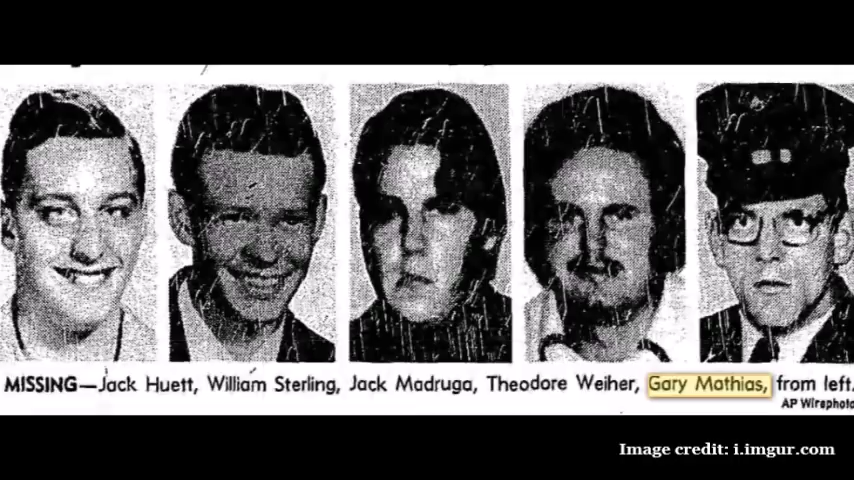 MISSING—Jack Huett, William Sterling, Jack Madruga, Theodore Weiher, Gary Mathias, from left.
AP Wirephoto
Image credit: i.imgur.com